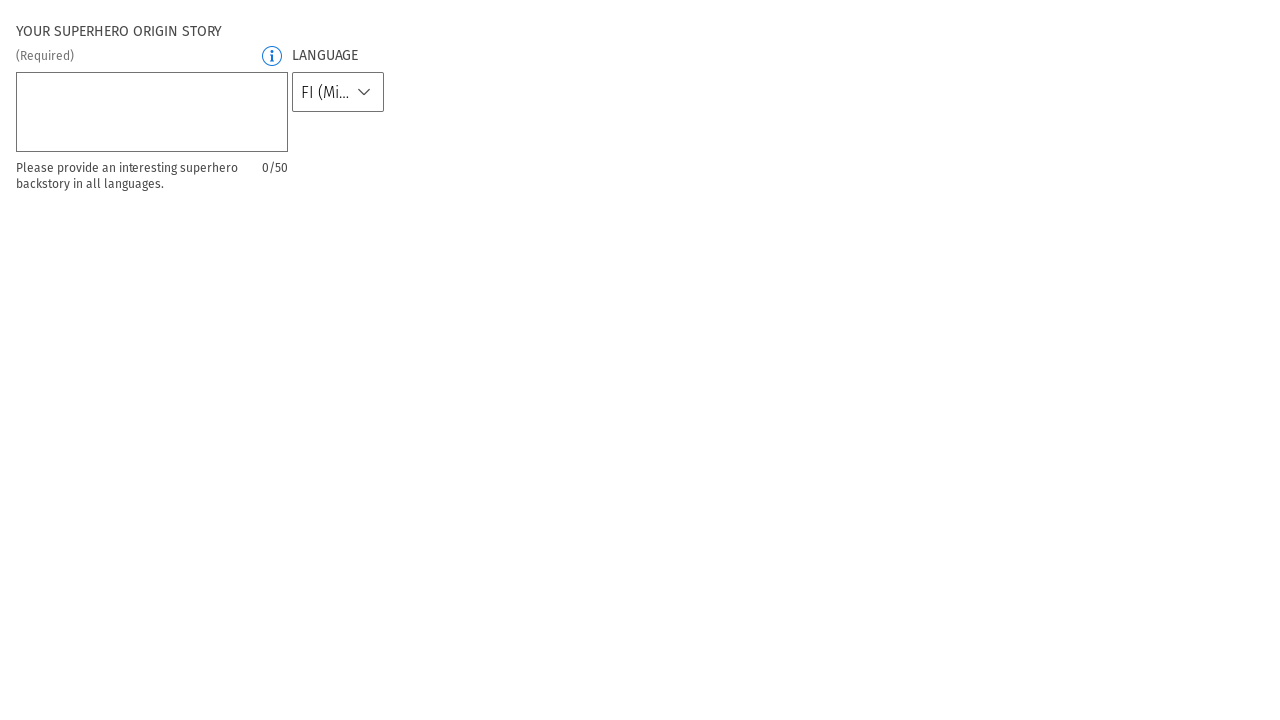 YOUR SUPERHERO ORIGIN STORY
(Required)
LANGUAGE
FI (Mi...
Please provide an interesting superhero
backstory in all languages.
0/50